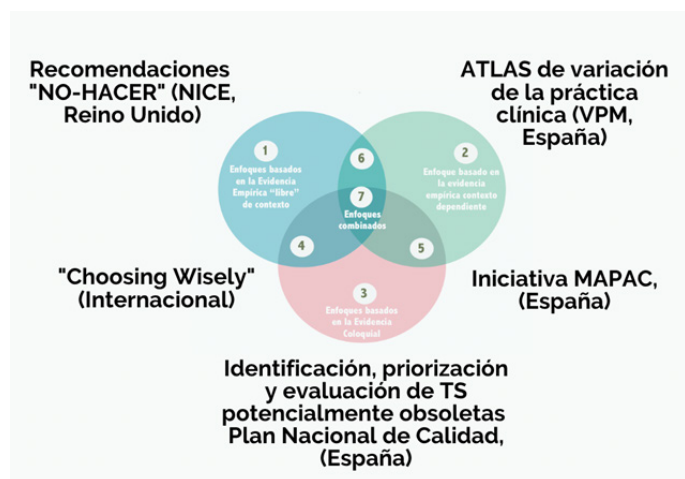 Recomendaciones
"NO-HACER" (NICE,
Reino Unido)
ATLAS de variación
de la práctica
clínica (VPM,
España)
1
Enfoques basados
en la Evidencia
Empírica "libre"
de contexto
6
2
Enfoque basado en
la evidencia
empírica contexto
dependiente
7
Enfoques
combinados
4
5
"Choosing Wisely"
(Internacional)
Iniciativa MAPAC,
(España)
3
Enfoques basados
en la Evidencia
Coloquial
Identificación, priorización
y evaluación de TS
potencialmente obsoletas
Plan Nacional de Calidad,
(España)